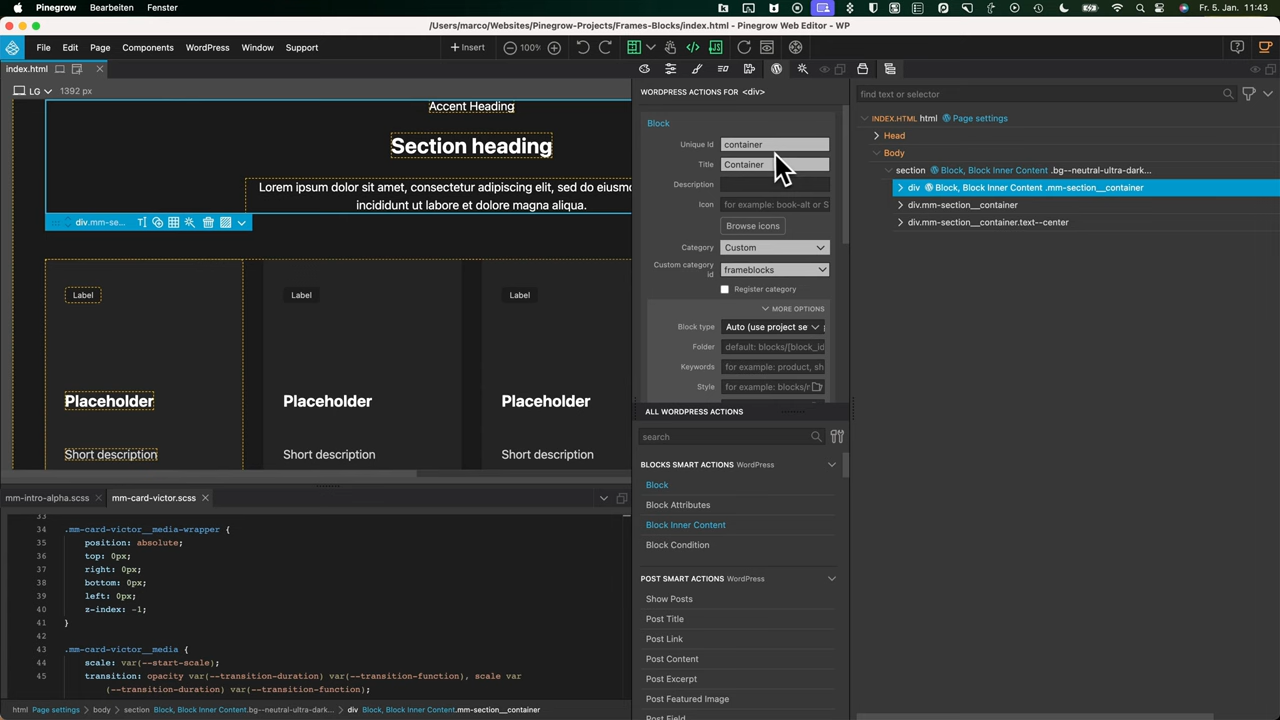 Pinegrow Bearbeiten Fenster
Fr. 5. Jan. 11:43
/Users/marco/Websites/Pinegrow-Projects/Frames-Blocks/index.html - Pinegrow Web Editor - WP
File Edit Page Components WordPress Window Support
Insert 100%
index.html
LG 1392 px
Accent Heading
Section heading
Lorem ipsum dolor sit amet, consectetur adipiscing elit, sed do eiusmo
incididunt ut labore et dolore magna aliqua.
div.mm-se...
Label Label Label
Placeholder Placeholder Placeholder
Short description Short description Short description
mm-intro-alpha.scss mm-card-victor.scss
33
34 .mm-card-victor__media-wrapper {
35 position: absolute;
36 top: 0px;
37 right: 0px;
38 bottom: 0px;
39 left: 0px;
40 z-index: -1;
41 }
42
43 .mm-card-victor__media {
44 scale: var(--start-scale);
45 transition: opacity var(--transition-duration) var(--transition-function), scale var
(--transition-duration) var(--transition-function);
html Page settings body section Block, Block Inner Content.bg--neutral-ultra-dark... div Block, Block Inner Content.mm-section__container
WORDPRESS ACTIONS FOR <div>
Block
Unique Id container
Title Container
Description
Icon for example: book-alt or S
Browse icons
Category Custom
Custom category id frameblocks
Register category
MORE OPTIONS
Block type Auto (use project se
Folder default: blocks/[block_id
Keywords for example: product, sh
Style for example: blocks/r
ALL WORDPRESS ACTIONS
search
BLOCKS SMART ACTIONS WordPress
Block
Block Attributes
Block Inner Content
Block Condition
POST SMART ACTIONS WordPress
Show Posts
Post Title
Post Link
Post Content
Post Excerpt
Post Featured Image
Post Field
find text or selector
INDEX.HTML html Page settings
Head
Body
section Block, Block Inner Content .bg--neutral-ultra-dark...
div Block, Block Inner Content .mm-section__container
div.mm-section__container
div.mm-section__container.text--center